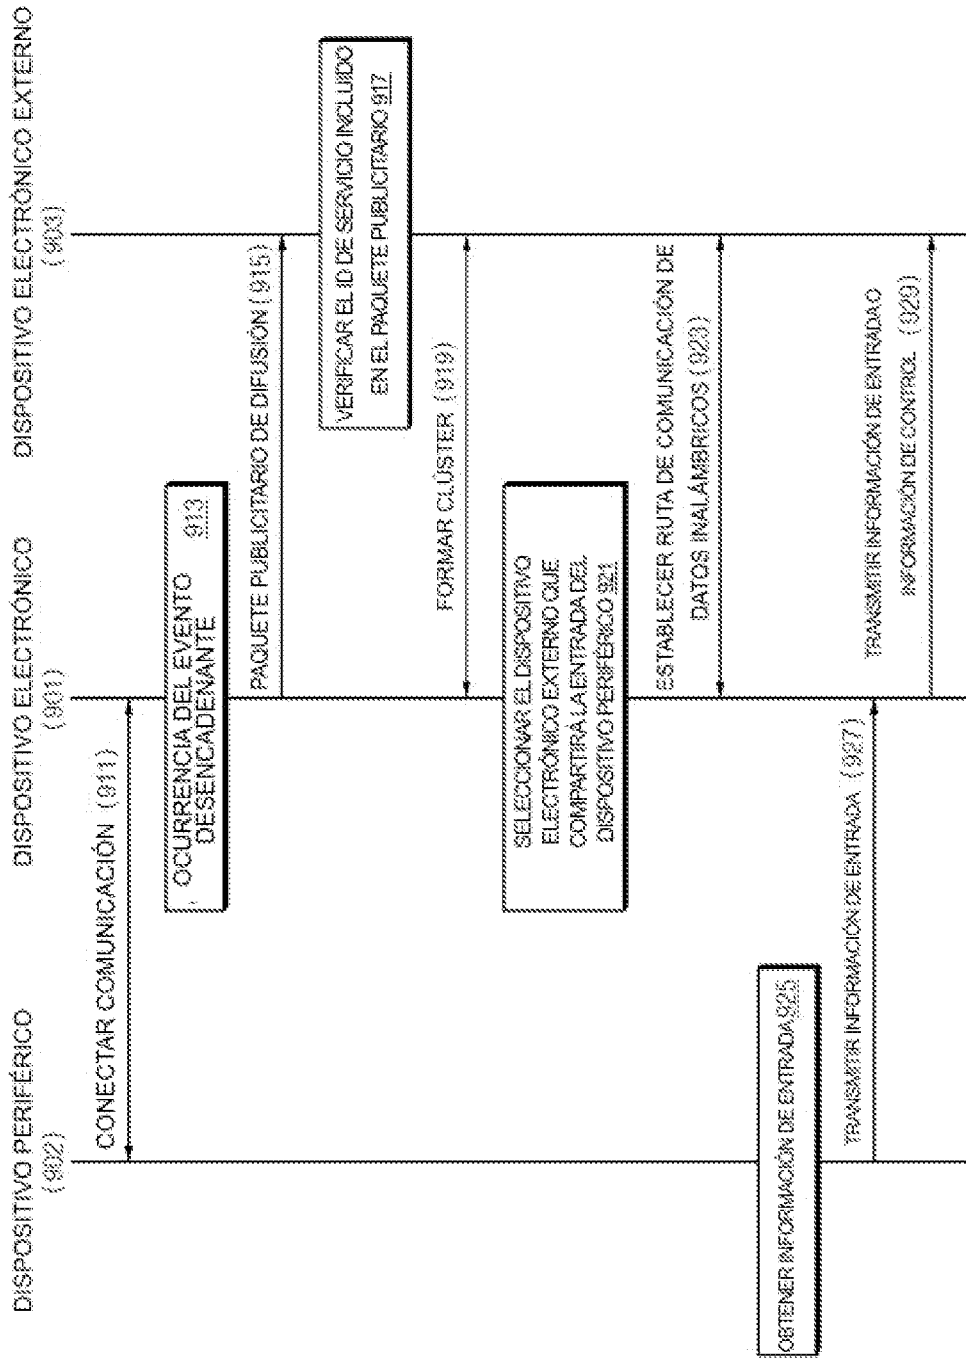 DISPOSITIVO PERIFÉRICO
(902)
DISPOSITIVO ELECTRÓNICO
(901)
DISPOSITIVO ELECTRÓNICO EXTERNO
(903)
CONECTAR COMUNICACIÓN (911)
OCURRENCIA DEL EVENTO
DESENCADENANTE 913
PAQUETE PUBLICITARIO DE DIFUSIÓN (915)
VERIFICAR EL ID DE SERVICIO INCLUIDO
EN EL PAQUETE PUBLICITARIO 917
FORMAR CLÚSTER (919)
SELECCIONAR EL DISPOSITIVO
ELECTRÓNICO EXTERNO QUE
COMPARTIRÁ LA ENTRADA DEL
DISPOSITIVO PERIFÉRICO 921
ESTABLECER RUTA DE COMUNICACIÓN DE
DATOS INALÁMBRICOS (923)
OBTENER INFORMACIÓN DE ENTRADA 925
TRANSMITIR INFORMACIÓN DE ENTRADA (927)
TRANSMITIR INFORMACIÓN DE ENTRADA O
INFORMACIÓN DE CONTROL (929)